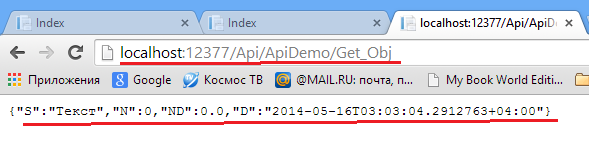 Index Index localhost:12377/Api/ApiDe
localhost:12377/Api/ApiDemo/Get_Obj
Приложения Google Космос ТВ @MAIL.RU: почта, п... My Book World Editi...
{"S":"Текст","N":0,"ND":0.0,"D":"2014-05-16T03:03:04.2912763+04:00"}